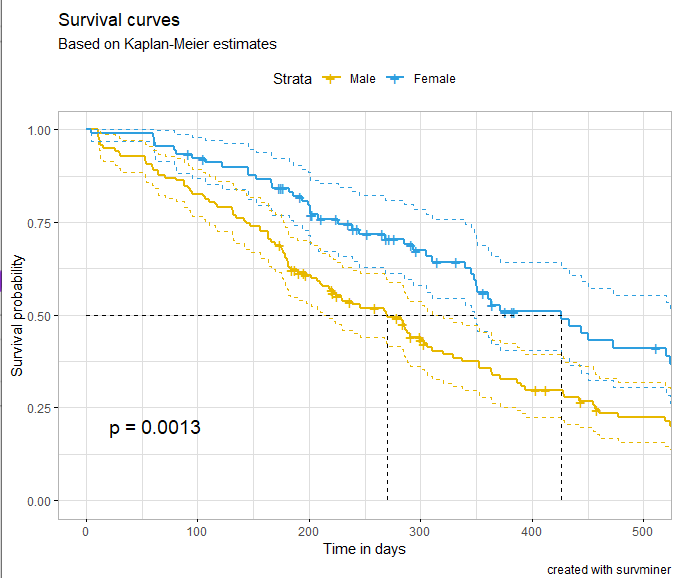 Survival curves
Based on Kaplan-Meier estimates
Strata Male Female
1.00
0.75
0.50
0.25
0.00
Survival probability
p = 0.0013
0 100 200 300 400 500
Time in days
created with survminer